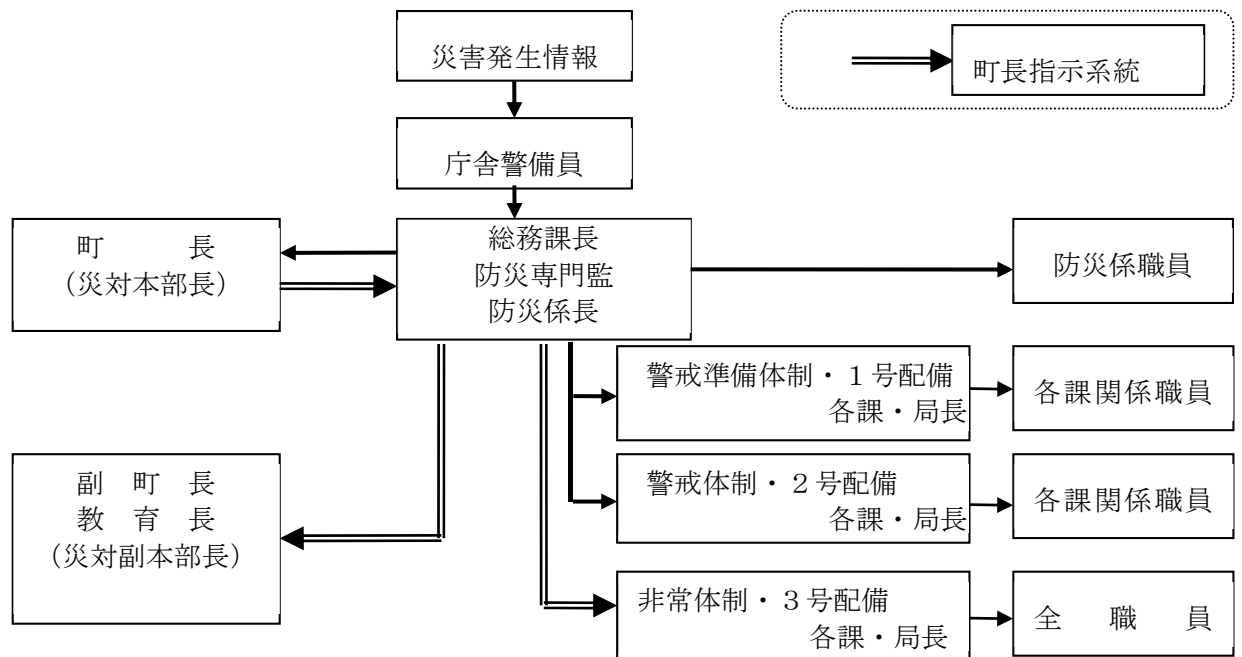 災害発生情報
町長指示系統
庁舎警備員
町　　　長
（災対本部長）
総務課長
防災専門監
防災係長
防災係職員
警戒準備体制・１号配備
各課・局長
各課関係職員
副　町　長
教　育　長
（災対副本部長）
警戒体制・２号配備
各課・局長
各課関係職員
非常体制・３号配備
各課・局長
全　職　員